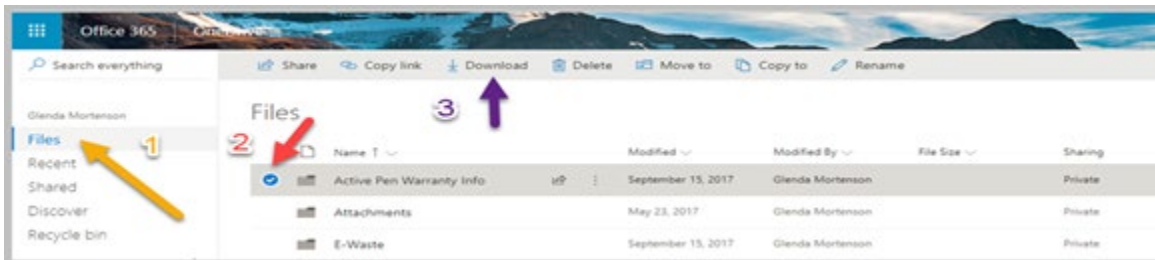 Office 365 OneDrive
Search everything
Share Copy link Download Delete Move to Copy to Rename
Glenda Mortenson
Files
Recent
Shared
Discover
Recycle bin
1
Files
3
2
Name Modified Modified By File Size Sharing
Active Pen Warranty Info September 15, 2017 Glenda Mortenson Private
Attachments May 23, 2017 Glenda Mortenson Private
E-Waste September 15, 2017 Glenda Mortenson Private